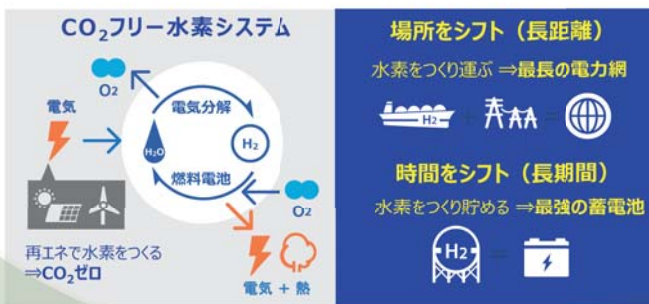 CO₂フリー水素システム
O₂
電気
電気分解
H₂O
H₂
燃料電池
O₂
再エネで水素をつくる
⇒CO₂ゼロ
電気 + 熱
場所をシフト（長距離）
水素をつくり運ぶ ⇒最長の電力網
H₂
+
=
時間をシフト（長期間）
水素をつくり貯める ⇒最強の蓄電池
H₂
=